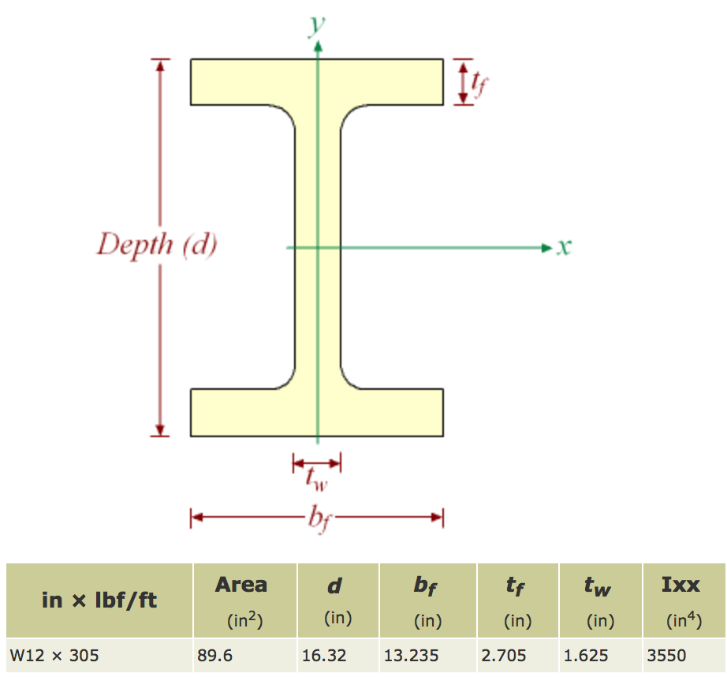 y
tf
Depth (d)
x
tw
bf
in × lbf/ft Area d bf tf tw Ixx
(in²) (in) (in) (in) (in) (in⁴)
W12 × 305 89.6 16.32 13.235 2.705 1.625 3550